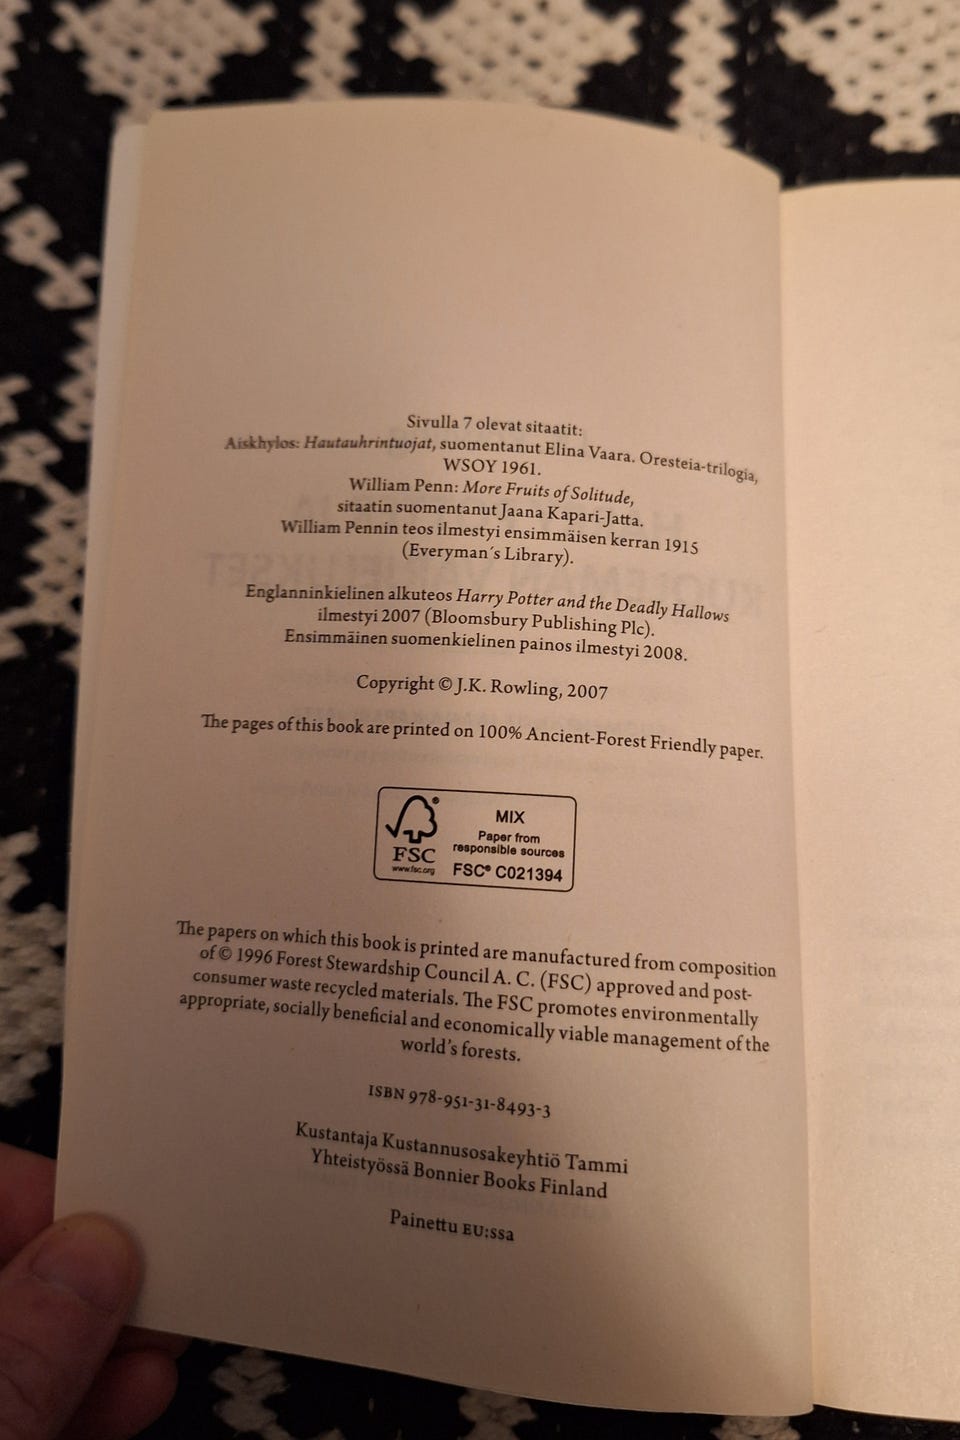 Sivulla 7 olevat sitaatit:
Aiskhylos: Hautauhrintuojat, suomentanut Elina Vaara. Oresteia-trilogia,
WSOY 1961.
William Penn: More Fruits of Solitude,
sitaatin suomentanut Jaana Kapari-Jatta.
William Pennin teos ilmestyi ensimmäisen kerran 1915
(Everyman´s Library).
Englanninkielinen alkuteos Harry Potter and the Deadly Hallows
ilmestyi 2007 (Bloomsbury Publishing Plc).
Ensimmäinen suomenkielinen painos ilmestyi 2008.
Copyright © J.K. Rowling, 2007
The pages of this book are printed on 100% Ancient-Forest Friendly paper.
FSC
www.fsc.org
MIX
Paper from
responsible sources
FSC® C021394
The papers on which this book is printed are manufactured from composition
of © 1996 Forest Stewardship Council A. C. (FSC) approved and post-
consumer waste recycled materials. The FSC promotes environmentally
appropriate, socially beneficial and economically viable management of the
world's forests.
ISBN 978-951-31-8493-3
Kustantaja Kustannusosakeyhtiö Tammi
Yhteistyössä Bonnier Books Finland
Painettu EU:ssa